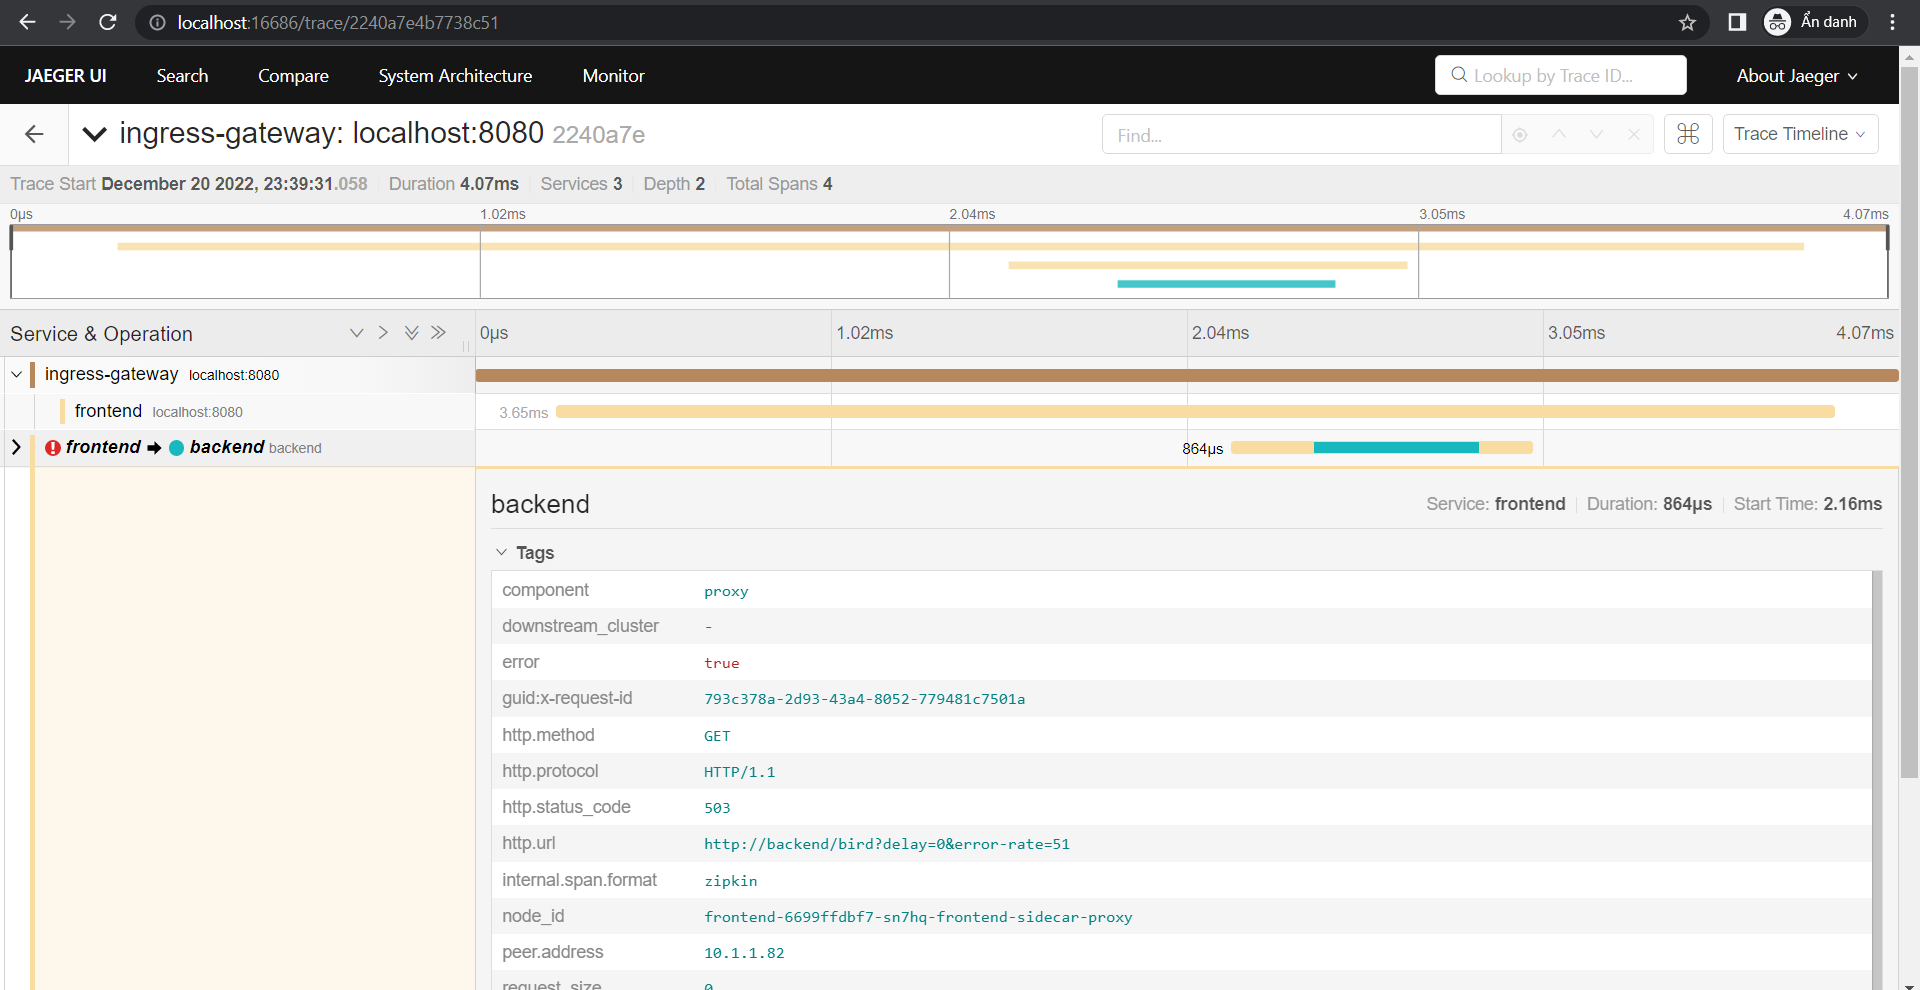 localhost:16686/trace/2240a7e4b7738c51
Ẩn danh
JAEGER UI Search Compare System Architecture Monitor Lookup by Trace ID... About Jaeger
ingress-gateway: localhost:8080 2240a7e Find... Trace Timeline
Trace Start December 20 2022, 23:39:31.058 Duration 4.07ms Services 3 Depth 2 Total Spans 4
0μs 1.02ms 2.04ms 3.05ms 4.07ms
Service & Operation 0μs 1.02ms 2.04ms 3.05ms 4.07ms
ingress-gateway localhost:8080
frontend localhost:8080 3.65ms
frontend backend backend 864μs
backend Service: frontend Duration: 864μs Start Time: 2.16ms
Tags
component proxy
downstream_cluster -
error true
guid:x-request-id 793c378a-2d93-43a4-8052-779481c7501a
http.method GET
http.protocol HTTP/1.1
http.status_code 503
http.url http://backend/bird?delay=0&error-rate=51
internal.span.format zipkin
node_id frontend-6699ffdbf7-sn7hq-frontend-sidecar-proxy
peer.address 10.1.1.82
request_size 0